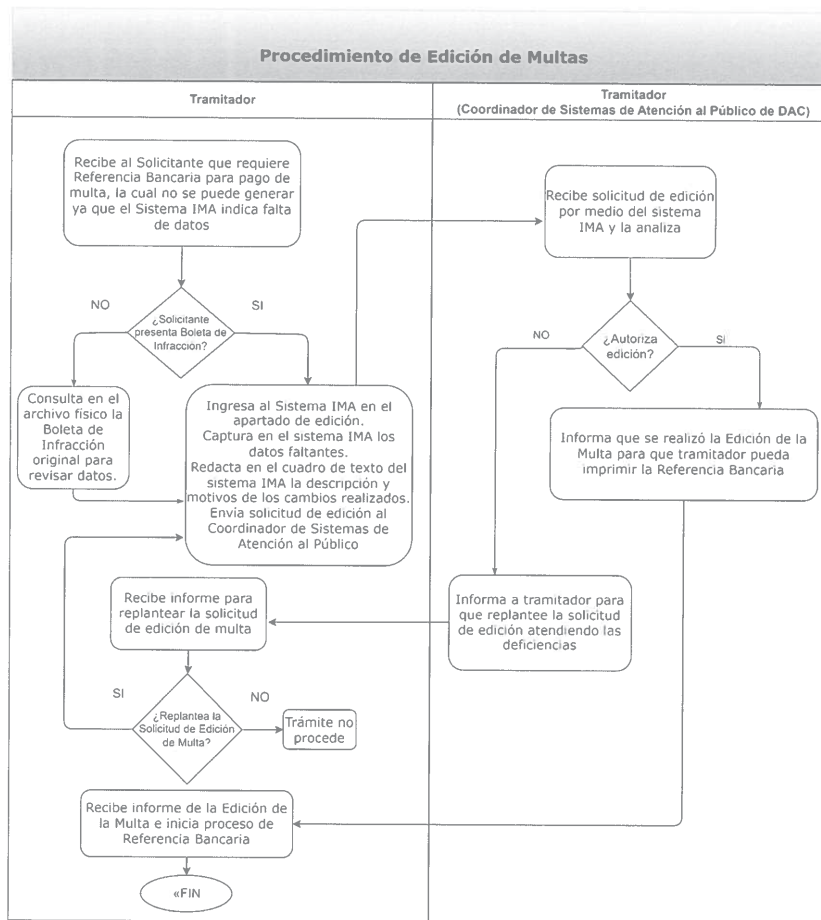 Procedimiento de Edición de Multas
Tramitador
Tramitador
(Coordinador de Sistemas de Atención al Público de DAC)
Recibe al Solicitante que requiere
Referencia Bancaria para pago de
multa, la cual no se puede generar
ya que el Sistema IMA indica falta
de datos
NO
SI
¿Solicitante
presenta Boleta de
Infracción?
Consulta en el
archivo físico la
Boleta de
Infracción
original para
revisar datos.
Ingresa al Sistema IMA en el
apartado de edición.
Captura en el sistema IMA los
datos faltantes.
Redacta en el cuadro de texto del
sistema IMA la descripción y
motivos de los cambios realizados.
Envía solicitud de edición al
Coordinador de Sistemas de
Atención al Público
Recibe solicitud de edición
por medio del sistema
IMA y la analiza
NO
¿Autoriza
edición?
SI
Informa que se realizó la Edición de la
Multa para que tramitador pueda
imprimir la Referencia Bancaria
Informa a tramitador para
que replantee la solicitud
de edición atendiendo las
deficiencias
Recibe informe para
replantear la solicitud
de edición de multa
SI
NO
¿Replantea la
Solicitud de Edición
de Multa?
Trámite no
procede
Recibe informe de la Edición de
la Multa e inicia proceso de
Referencia Bancaria
«FIN